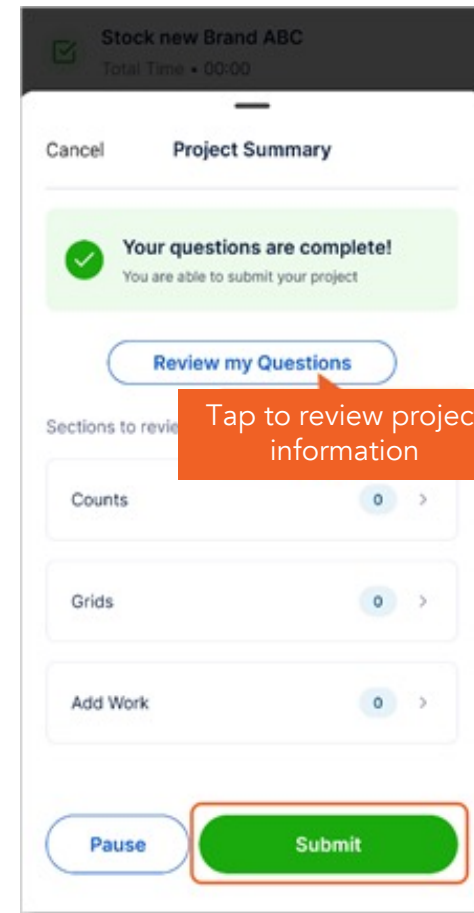 Stock new Brand ABC
Total Time • 00:00
Cancel Project Summary
Your questions are complete!
You are able to submit your project
Review my Questions
Tap to review projec
information
Sections to revie
Counts 0
Grids 0
Add Work 0
Pause Submit